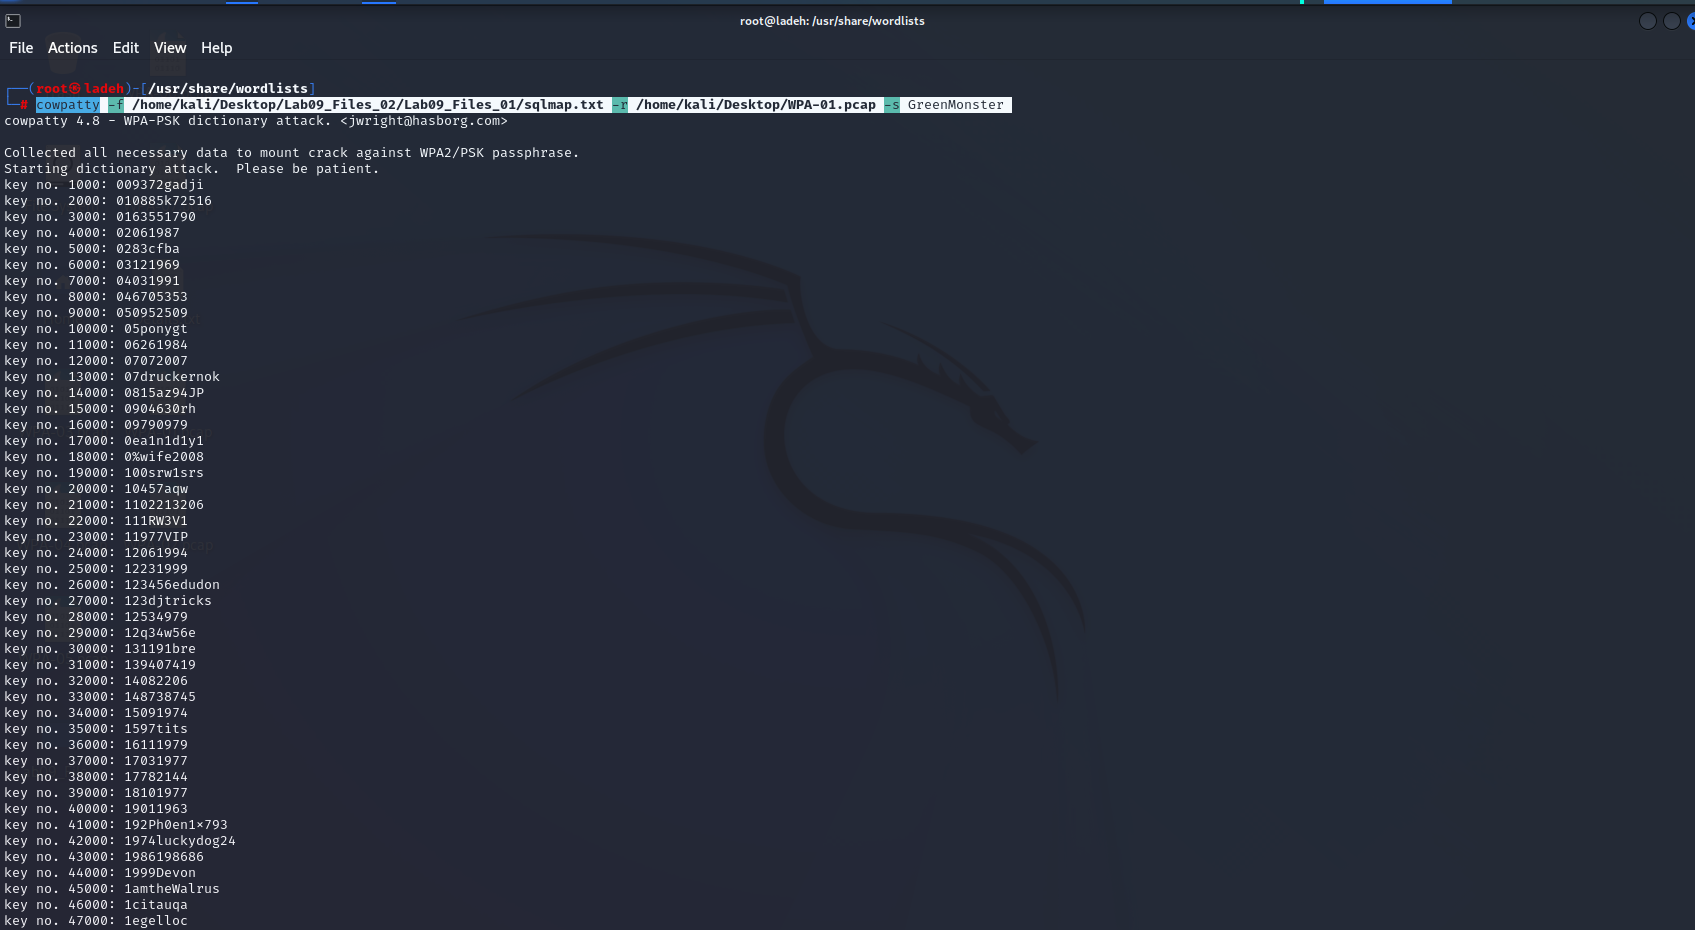 root@ladeh: /usr/share/wordlists
File Actions Edit View Help
┌──(root㉿ladeh)-[/usr/share/wordlists]
└─# cowpatty -f /home/kali/Desktop/Lab09_Files_02/Lab09_Files_01/sqlmap.txt -r /home/kali/Desktop/WPA-01.pcap -s GreenMonster
cowpatty 4.8 - WPA-PSK dictionary attack. <jwright@hasborg.com>
Collected all necessary data to mount crack against WPA2/PSK passphrase.
Starting dictionary attack.  Please be patient.
key no. 1000: 009372gadji
key no. 2000: 010885k72516
key no. 3000: 0163551790
key no. 4000: 02061987
key no. 5000: 0283cfba
key no. 6000: 03121969
key no. 7000: 04031991
key no. 8000: 046705353
key no. 9000: 050952509
key no. 10000: 05ponygt
key no. 11000: 06261984
key no. 12000: 07072007
key no. 13000: 07druckernok
key no. 14000: 0815az94JP
key no. 15000: 0904630rh
key no. 16000: 09790979
key no. 17000: 0ea1n1d1y1
key no. 18000: 0%wife2008
key no. 19000: 100srw1srs
key no. 20000: 10457aqw
key no. 21000: 1102213206
key no. 22000: 111RW3V1
key no. 23000: 11977VIP
key no. 24000: 12061994
key no. 25000: 12231999
key no. 26000: 123456edudon
key no. 27000: 123djtricks
key no. 28000: 12534979
key no. 29000: 12q34w56e
key no. 30000: 131191bre
key no. 31000: 139407419
key no. 32000: 14082206
key no. 33000: 148738745
key no. 34000: 15091974
key no. 35000: 1597tits
key no. 36000: 16111979
key no. 37000: 17031977
key no. 38000: 17782144
key no. 39000: 18101977
key no. 40000: 19011963
key no. 41000: 192Ph0en1×793
key no. 42000: 1974luckydog24
key no. 43000: 1986198686
key no. 44000: 1999Devon
key no. 45000: 1amtheWalrus
key no. 46000: 1citauqa
key no. 47000: 1egelloc